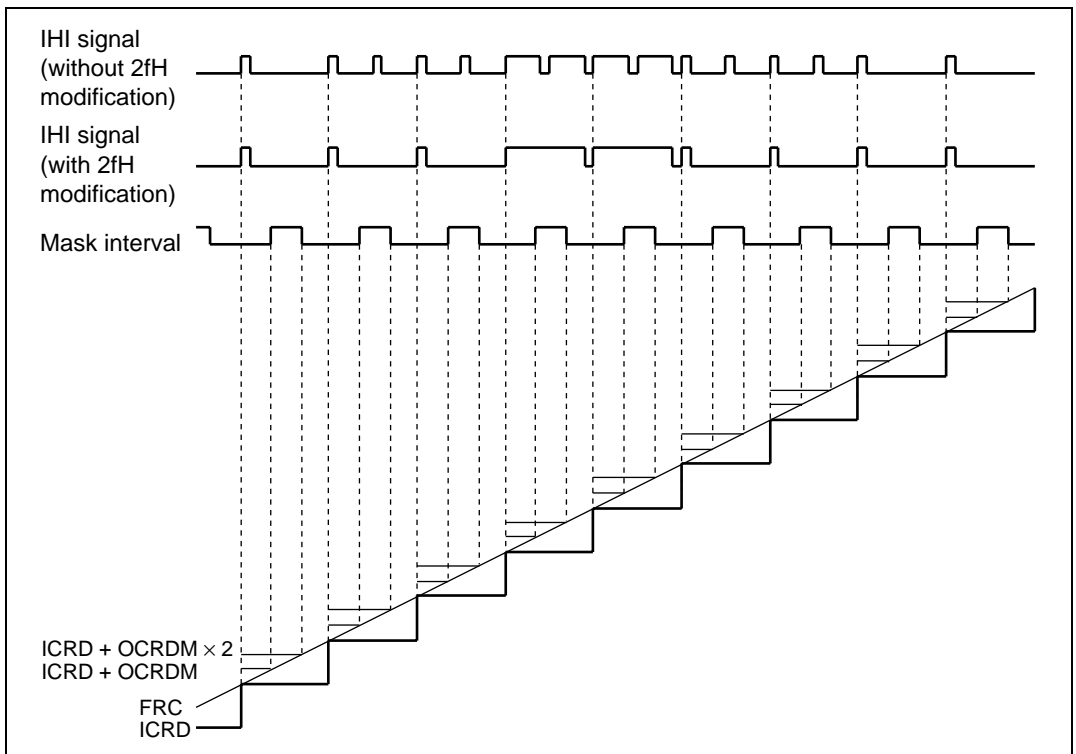 IHI signal
(without 2fH
modification)
IHI signal
(with 2fH
modification)
Mask interval
ICRD + OCRDM × 2
ICRD + OCRDM
FRC
ICRD